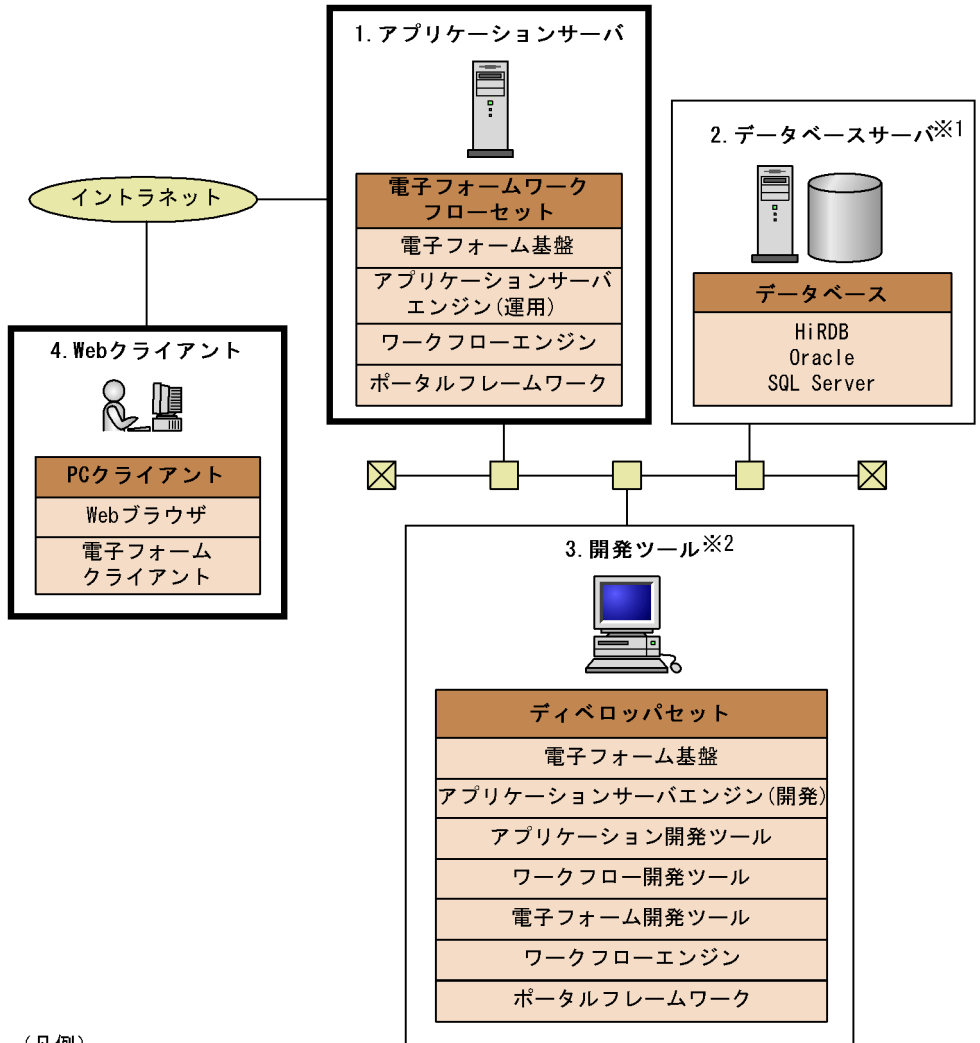 1.アプリケーションサーバ
電子フォームワーク
フローセット
電子フォーム基盤
アプリケーションサーバ
エンジン(運用)
ワークフローエンジン
ポータルフレームワーク
2.データベースサーバ※1
データベース
HiRDB
Oracle
SQL Server
イントラネット
4.Webクライアント
PCクライアント
Webブラウザ
電子フォーム
クライアント
3.開発ツール※2
ディベロッパセット
電子フォーム基盤
アプリケーションサーバエンジン(開発)
アプリケーション開発ツール
ワークフロー開発ツール
電子フォーム開発ツール
ワークフローエンジン
ポータルフレームワーク